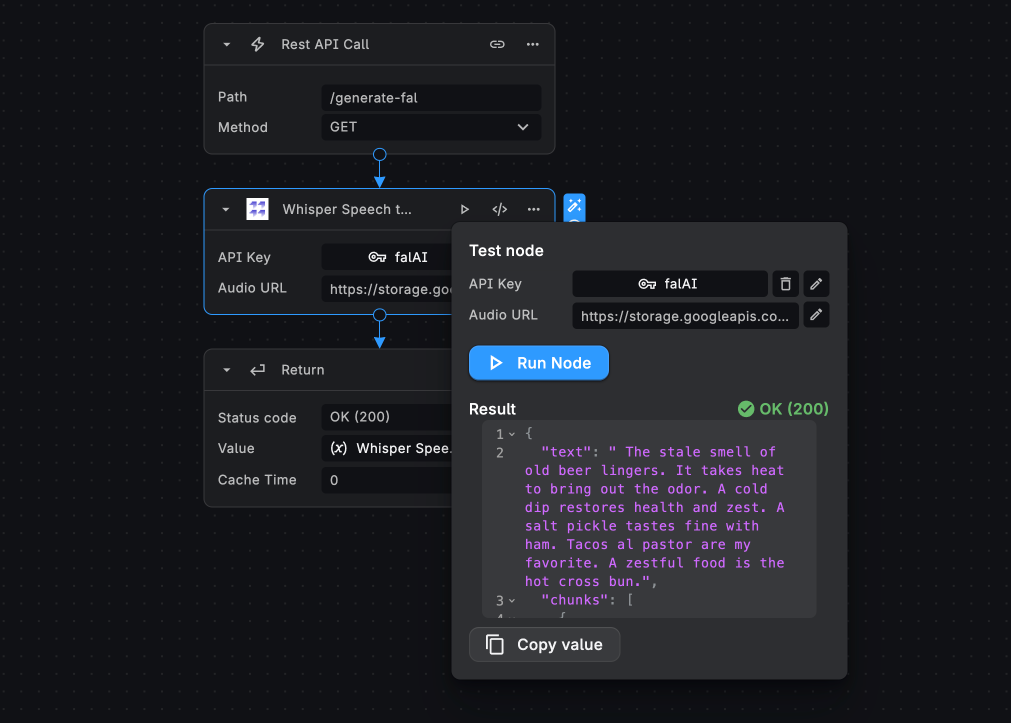 Rest API Call
Path
/generate-fal
Method
GET
Whisper Speech t...
API Key
falAI
Audio URL
https://storage.goo
Return
Status code
OK (200)
Value
(x) Whisper Spee.
Cache Time
0
Test node
API Key
falAI
Audio URL
https://storage.googleapis.co...
Run Node
Result
OK (200)
1 {
2 "text": " The stale smell of
old beer lingers. It takes heat
to bring out the odor. A cold
dip restores health and zest. A
salt pickle tastes fine with
ham. Tacos al pastor are my
favorite. A zestful food is the
hot cross bun.",
3 "chunks": [
4 {
Copy value